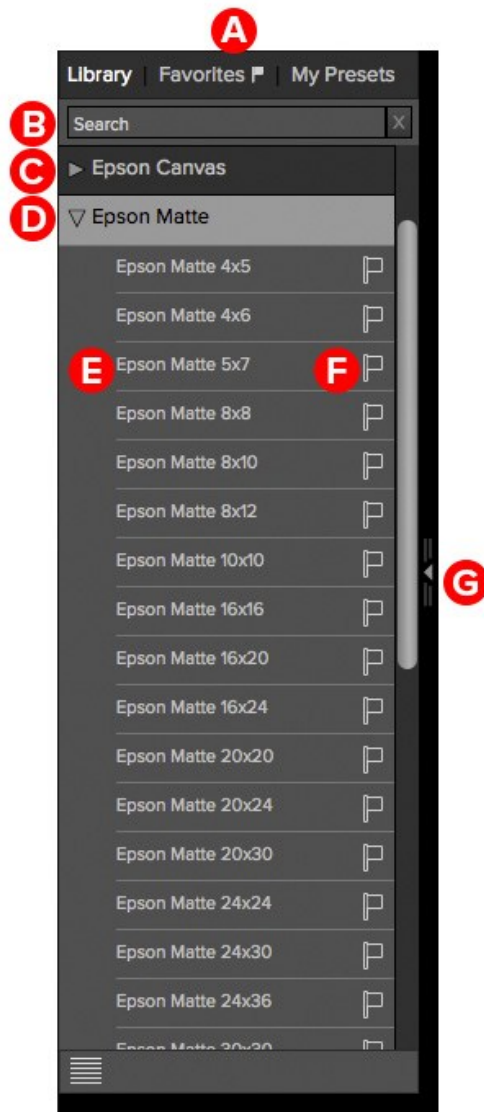 A
Library | Favorites | My Presets
B Search X
C Epson Canvas
D Epson Matte
Epson Matte 4x5
Epson Matte 4x6
E Epson Matte 5x7 F
Epson Matte 8x8
Epson Matte 8x10
Epson Matte 8x12
Epson Matte 10x10
G
Epson Matte 16x16
Epson Matte 16x20
Epson Matte 16x24
Epson Matte 20x20
Epson Matte 20x24
Epson Matte 20x30
Epson Matte 24x24
Epson Matte 24x30
Epson Matte 24x36
Epson Matte 30x30